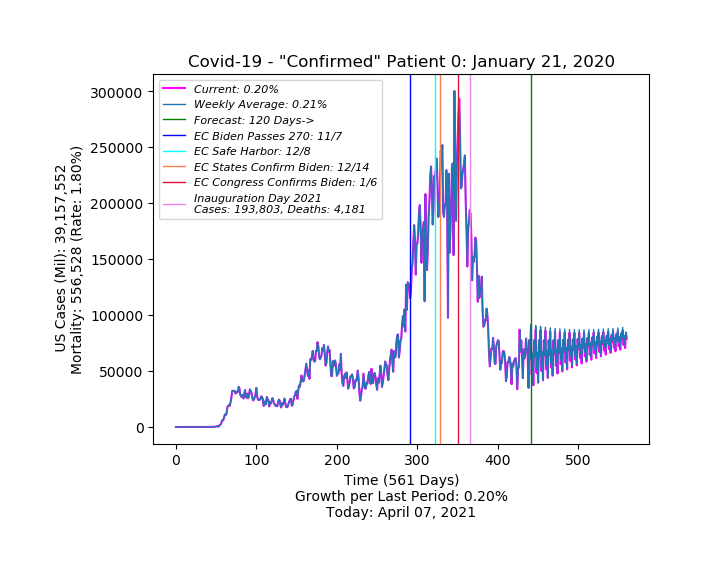 Covid-19 - "Confirmed" Patient 0: January 21, 2020
Current: 0.20%
Weekly Average: 0.21%
Forecast: 120 Days->
EC Biden Passes 270: 11/7
EC Safe Harbor: 12/8
EC States Confirm Biden: 12/14
EC Congress Confirms Biden: 1/6
Inauguration Day 2021
Cases: 193,803, Deaths: 4,181
US Cases (Mil): 39,157,552
Mortality: 556,528 (Rate: 1.80%)
300000
250000
200000
150000
100000
50000
0
0 100 200 300 400 500
Time (561 Days)
Growth per Last Period: 0.20%
Today: April 07, 2021